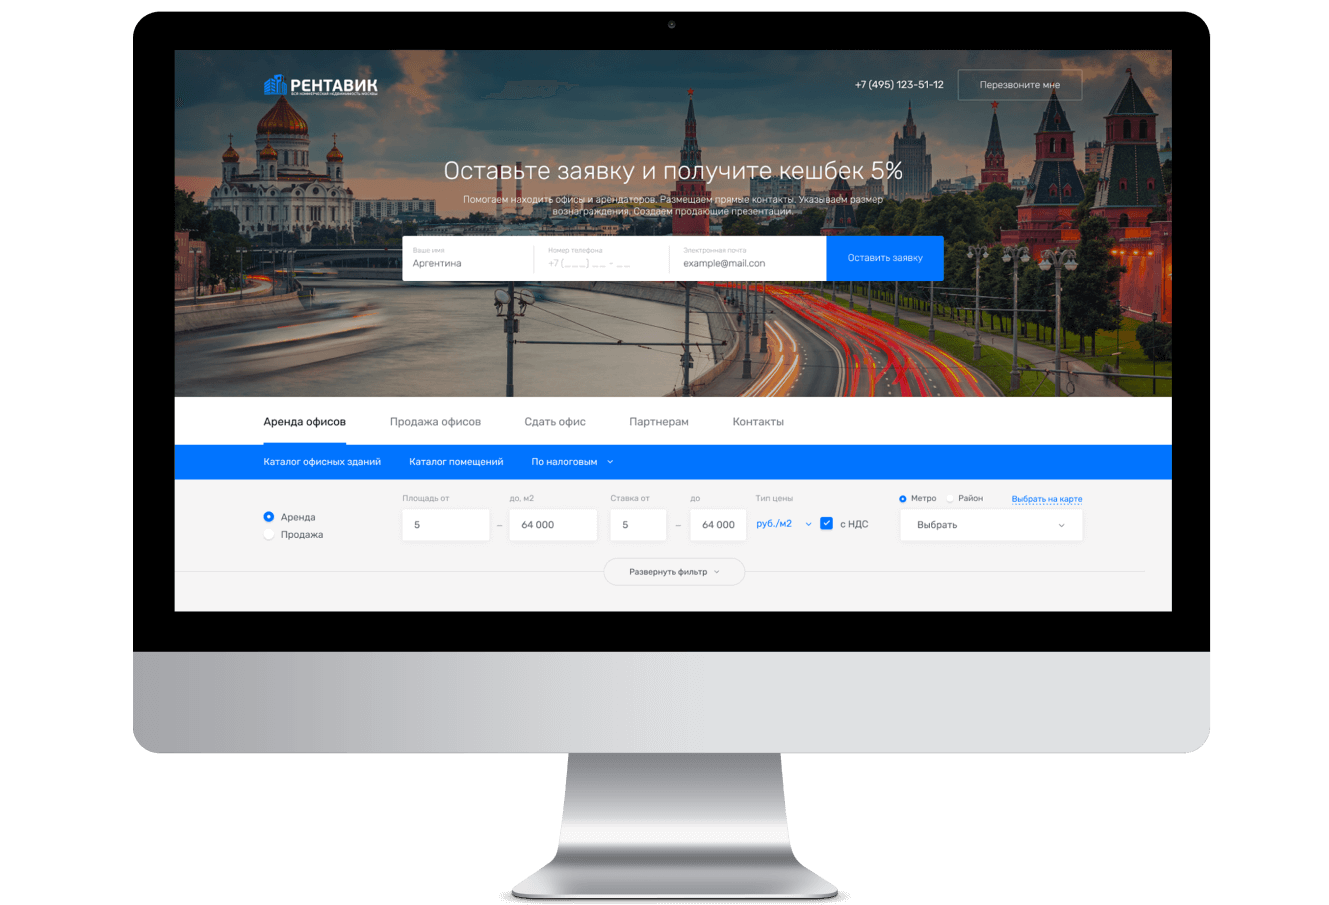 РЕНТАВИК
ВСЯ КОММЕРЧЕСКАЯ НЕДВИЖИМОСТЬ МОСКВЫ
+7 (495) 123-51-12
Перезвоните мне
Оставьте заявку и получите кешбек 5%
Помогаем находить офисы и арендаторов. Размещаем прямые контакты. Указываем размер
вознаграждения. Создаем продающие презентации.
Ваше имя
Аргентина
Номер телефона
+7 (_ _ _) _ _ - _ _
Электронная почта
example@mail.con
Оставить заявку
Аренда офисов Продажа офисов Сдать офис Партнерам Контакты
Каталог офисных зданий Каталог помещений По налоговым
Аренда
Продажа
Площадь от
5
–
до, м2
64 000
Ставка от
5
–
до
64 000
Тип цены
руб./м2
с НДС
Метро Район Выбрать на карте
Выбрать
Развернуть фильтр